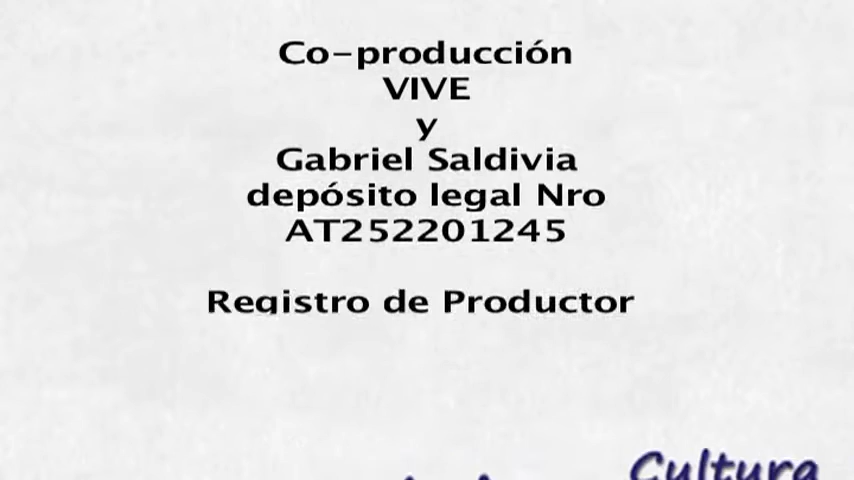 Co-producción
VIVE
y
Gabriel Saldivia
depósito legal Nro
AT252201245
Registro de Productor
Cultura